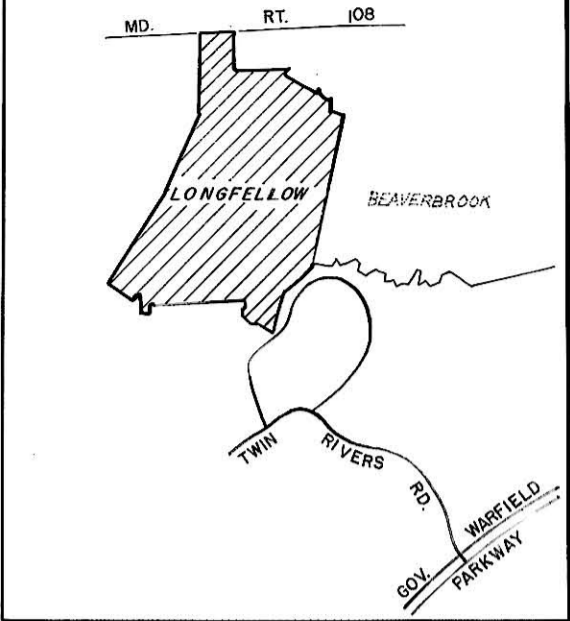 MD. RT. 108
LONGFELLOW
BEAVERBROOK
TWIN RIVERS RD.
GOV. WARFIELD
PARKWAY